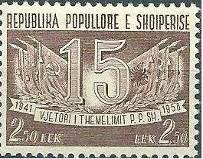 REPUBLIKA POPULLORE E SHQIPERISE
15
1941 VJETORI I THEMELIMIT P.P.SH. 1956
2.50 LEK LEK 2.50